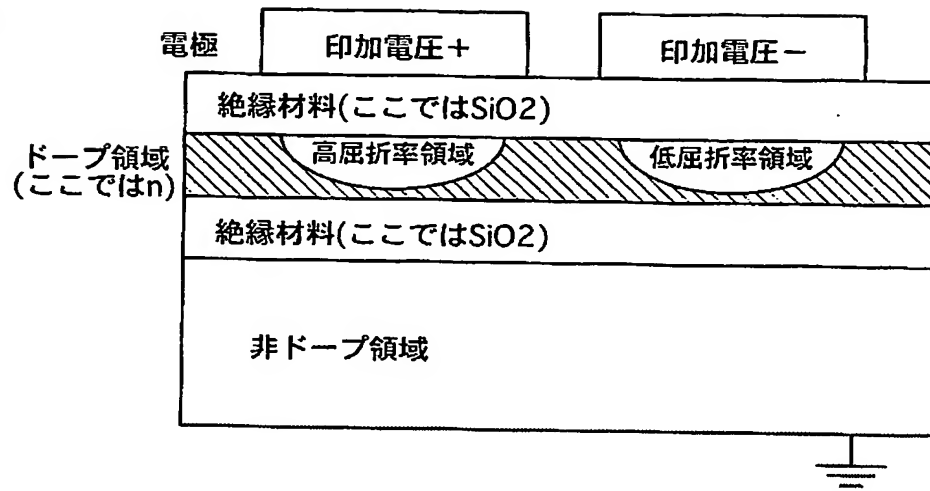 電極
印加電圧+
印加電圧−
絶縁材料(ここではSiO2)
ドープ領域
(ここではn)
高屈折率領域
低屈折率領域
絶縁材料(ここではSiO2)
非ドープ領域